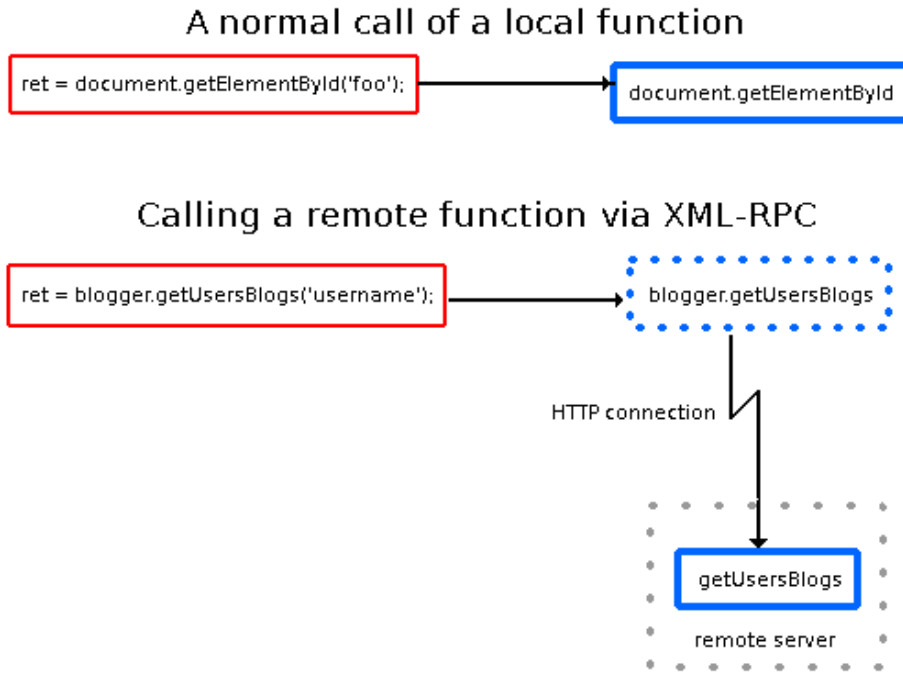 A normal call of a local function
ret = document.getElementById('foo');
document.getElementById
Calling a remote function via XML-RPC
ret = blogger.getUsersBlogs('username');
blogger.getUsersBlogs
HTTP connection
getUsersBlogs
remote server